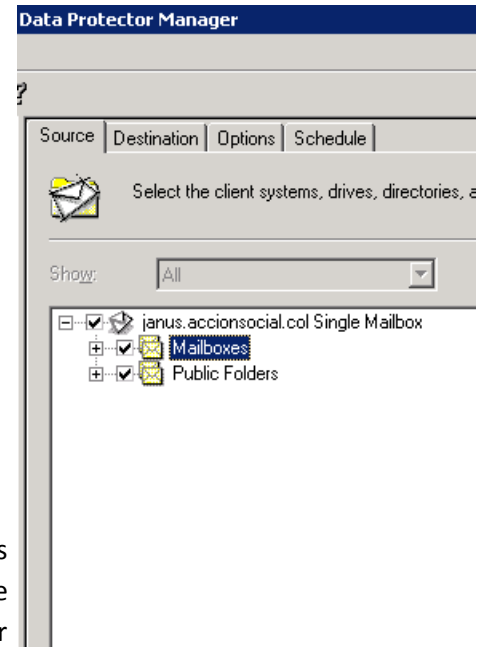 Data Protector Manager
?
Source Destination Options Schedule
Select the client systems, drives, directories,
Show: All
janus.accionsocial.col Single Mailbox
Mailboxes
Public Folders
s
e
r